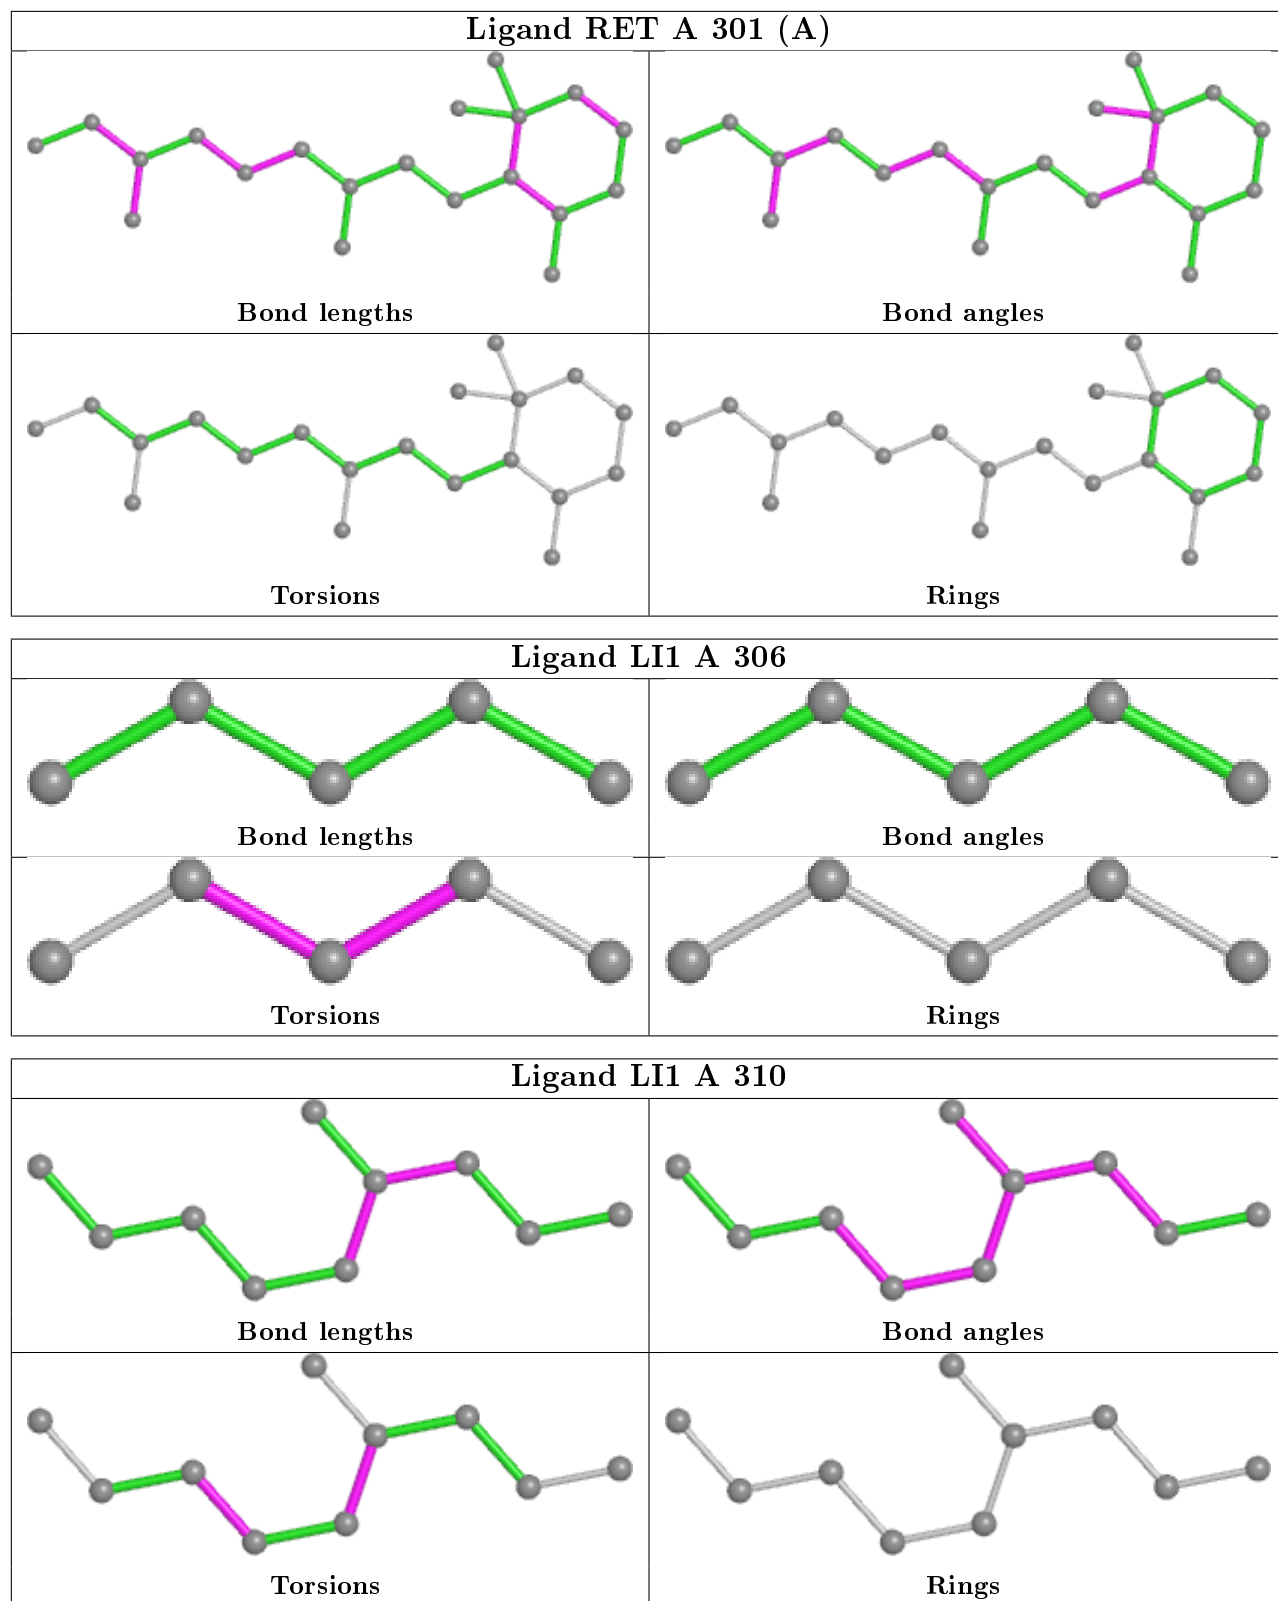 Ligand RET A 301 (A)
Bond lengths
Bond angles
Torsions
Rings
Ligand LI1 A 306
Bond lengths
Bond angles
Torsions
Rings
Ligand LI1 A 310
Bond lengths
Bond angles
Torsions
Rings